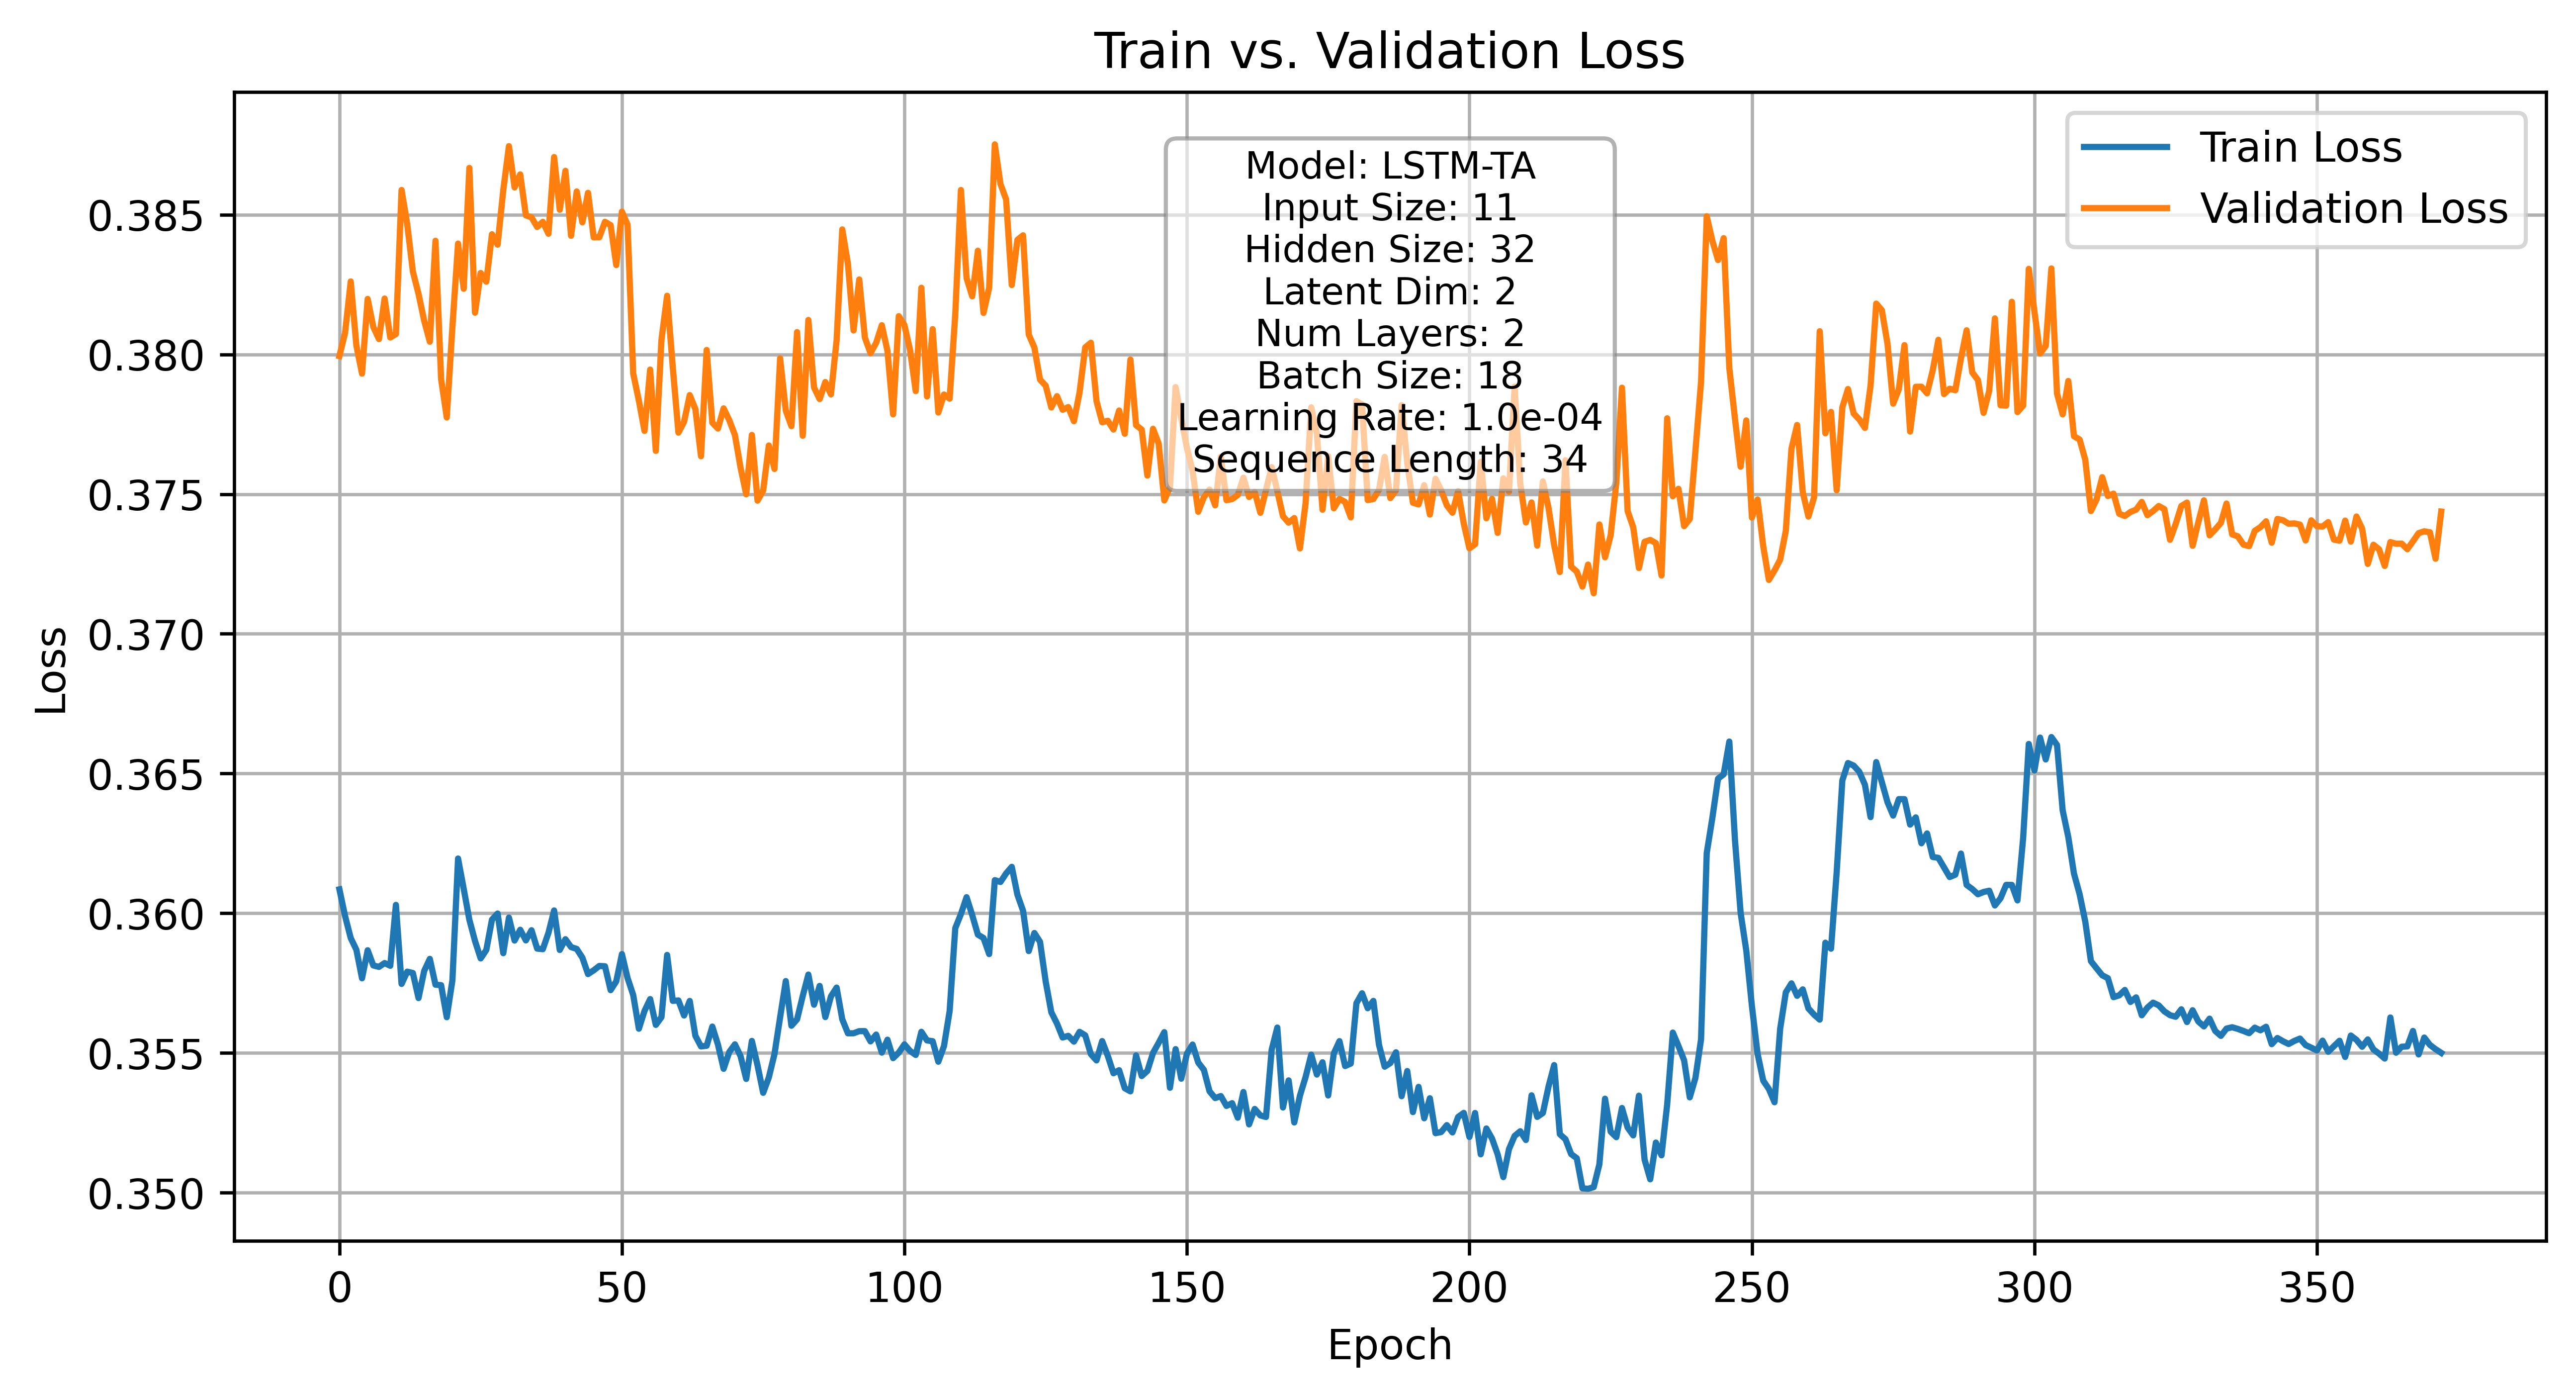 Train vs. Validation Loss
Train Loss
Validation Loss
Model: LSTM-TA
Input Size: 11
Hidden Size: 32
Latent Dim: 2
Num Layers: 2
Batch Size: 18
Learning Rate: 1.0e-04
Sequence Length: 34
Loss
0.385
0.380
0.375
0.370
0.365
0.360
0.355
0.350
0 50 100 150 200 250 300 350
Epoch